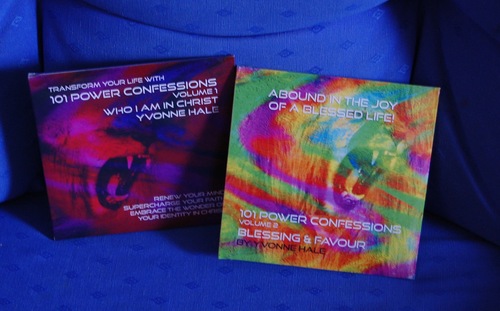 TRANSFORM YOUR LIFE WITH
101 POWER CONFESSIONS
VOLUME 1
WHO I AM IN CHRIST
YVONNE HALE
RENEW YOUR MIND
SUPERCHARGE YOUR FAITH
EMBRACE THE WONDER OF
YOUR IDENTITY IN CHRIST
ABOUND IN THE JOY
OF A BLESSED LIFE!
101 POWER CONFESSIONS
VOLUME 2
BLESSING & FAVOUR
BY YVONNE HALE